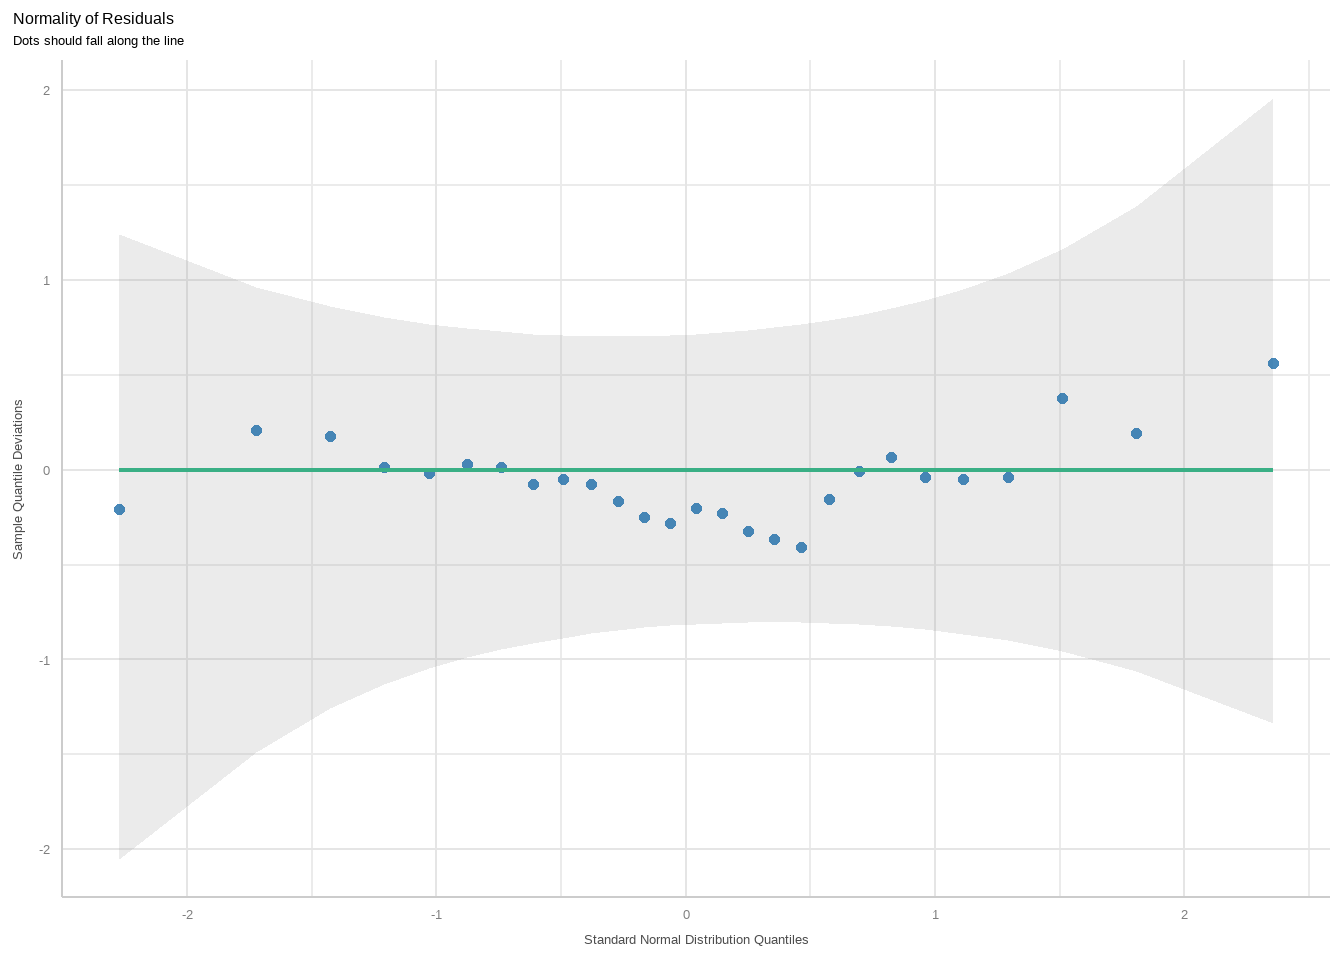 Normality of Residuals
Dots should fall along the line
2
1
0
-1
-2
Sample Quantile Deviations
-2 -1 0 1 2
Standard Normal Distribution Quantiles